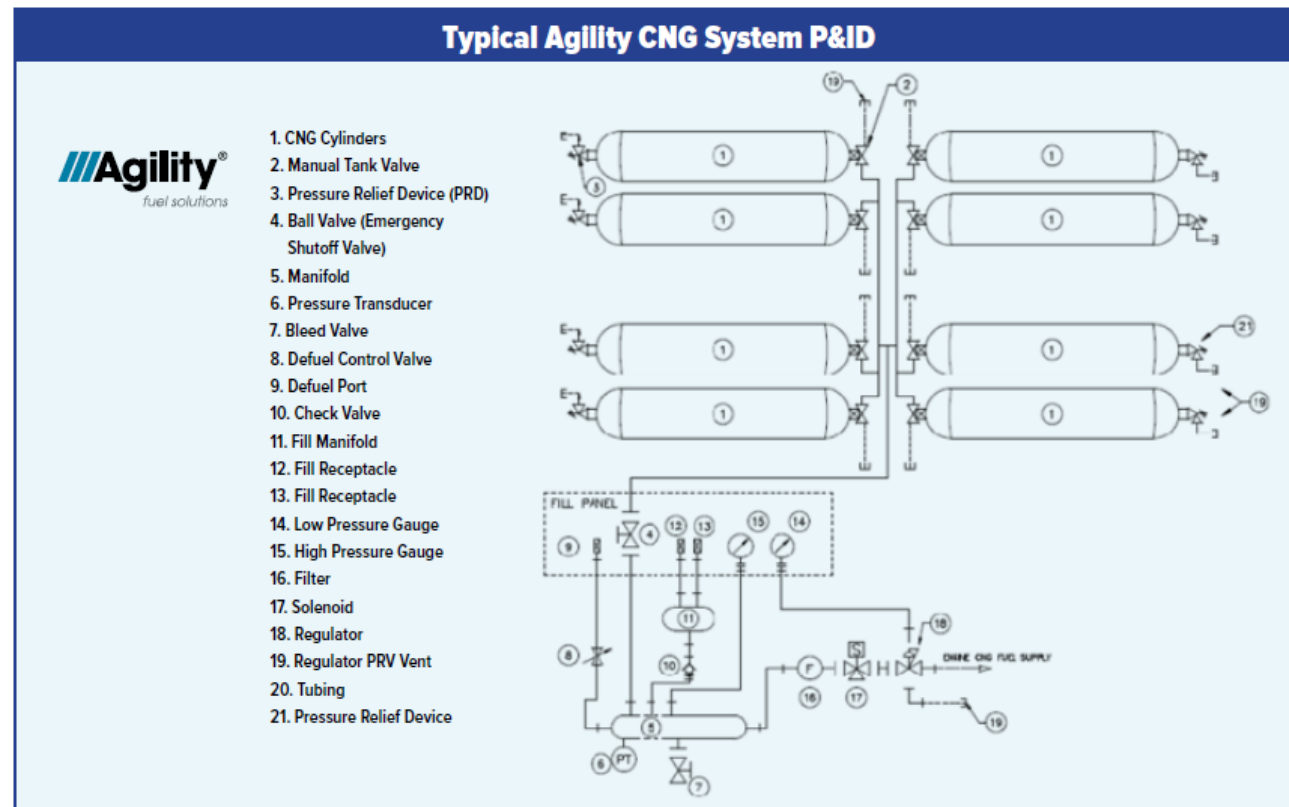 Typical Agility CNG System P&ID
Agility®
fuel solutions
1. CNG Cylinders
2. Manual Tank Valve
3. Pressure Relief Device (PRD)
4. Ball Valve (Emergency
Shutoff Valve)
5. Manifold
6. Pressure Transducer
7. Bleed Valve
8. Defuel Control Valve
9. Defuel Port
10. Check Valve
11. Fill Manifold
12. Fill Receptacle
13. Fill Receptacle
14. Low Pressure Gauge
15. High Pressure Gauge
16. Filter
17. Solenoid
18. Regulator
19. Regulator PRV Vent
20. Tubing
21. Pressure Relief Device
19 2
1 1
3
1 1
1 1 21
1 1 19
FILL PANEL
9 4 12 13 15 14
11
8 10 18
S
F
ENGINE CNG FUEL SUPPLY
16 17
5 19
6 PT 7